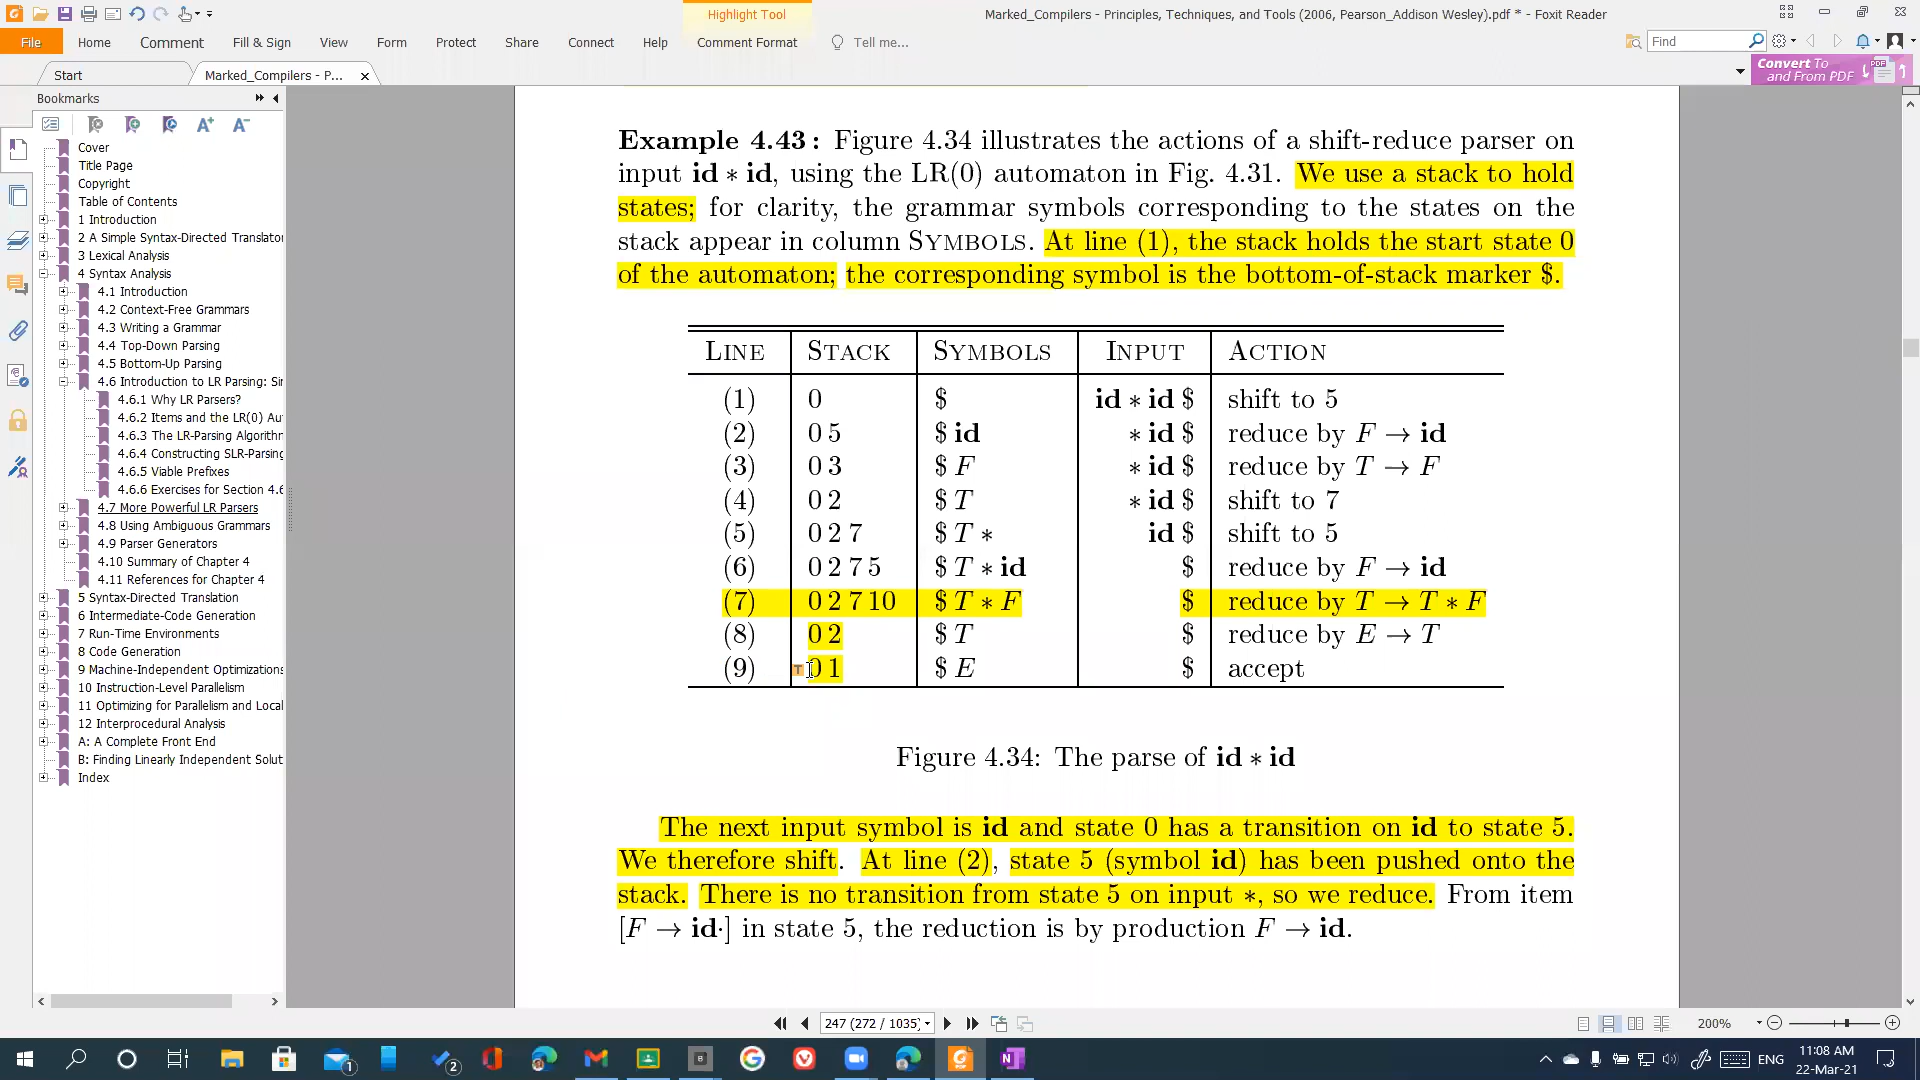 Highlight Tool
Marked_Compilers - Principles, Techniques, and Tools (2006, Pearson_Addison Wesley).pdf * - Foxit Reader
File Home Comment Fill & Sign View Form Protect Share Connect Help Comment Format Tell me... Find
Start Marked_Compilers - P... Convert To and From PDF PDF
Bookmarks
Cover
Title Page
Copyright
Table of Contents
1 Introduction
2 A Simple Syntax-Directed Translato
3 Lexical Analysis
4 Syntax Analysis
4.1 Introduction
4.2 Context-Free Grammars
4.3 Writing a Grammar
4.4 Top-Down Parsing
4.5 Bottom-Up Parsing
4.6 Introduction to LR Parsing: Si
4.6.1 Why LR Parsers?
4.6.2 Items and the LR(0) Au
4.6.3 The LR-Parsing Algorithn
4.6.4 Constructing SLR-Parsing
4.6.5 Viable Prefixes
4.6.6 Exercises for Section 4.6
4.7 More Powerful LR Parsers
4.8 Using Ambiguous Grammars
4.9 Parser Generators
4.10 Summary of Chapter 4
4.11 References for Chapter 4
5 Syntax-Directed Translation
6 Intermediate-Code Generation
7 Run-Time Environments
8 Code Generation
9 Machine-Independent Optimizations
10 Instruction-Level Parallelism
11 Optimizing for Parallelism and Local
12 Interprocedural Analysis
A: A Complete Front End
B: Finding Linearly Independent Solut
Index
Example 4.43: Figure 4.34 illustrates the actions of a shift-reduce parser on
input id * id, using the LR(0) automaton in Fig. 4.31. We use a stack to hold
states; for clarity, the grammar symbols corresponding to the states on the
stack appear in column SYMBOLS. At line (1), the stack holds the start state 0
of the automaton; the corresponding symbol is the bottom-of-stack marker $.
LINE STACK SYMBOLS INPUT ACTION
(1) 0 $ id * id $ shift to 5
(2) 0 5 $ id * id $ reduce by F → id
(3) 0 3 $ F * id $ reduce by T → F
(4) 0 2 $ T * id $ shift to 7
(5) 0 2 7 $ T * id $ shift to 5
(6) 0 2 7 5 $ T * id $ reduce by F → id
(7) 0 2 7 10 $ T * F $ reduce by T → T * F
(8) 0 2 $ T $ reduce by E → T
(9) 0 1 $ E $ accept
Figure 4.34: The parse of id * id
The next input symbol is id and state 0 has a transition on id to state 5.
We therefore shift. At line (2), state 5 (symbol id) has been pushed onto the
stack. There is no transition from state 5 on input *, so we reduce. From item
[F → id·] in state 5, the reduction is by production F → id.
247 (272 / 1035) 200%
ENG 11:08 AM
22-Mar-21